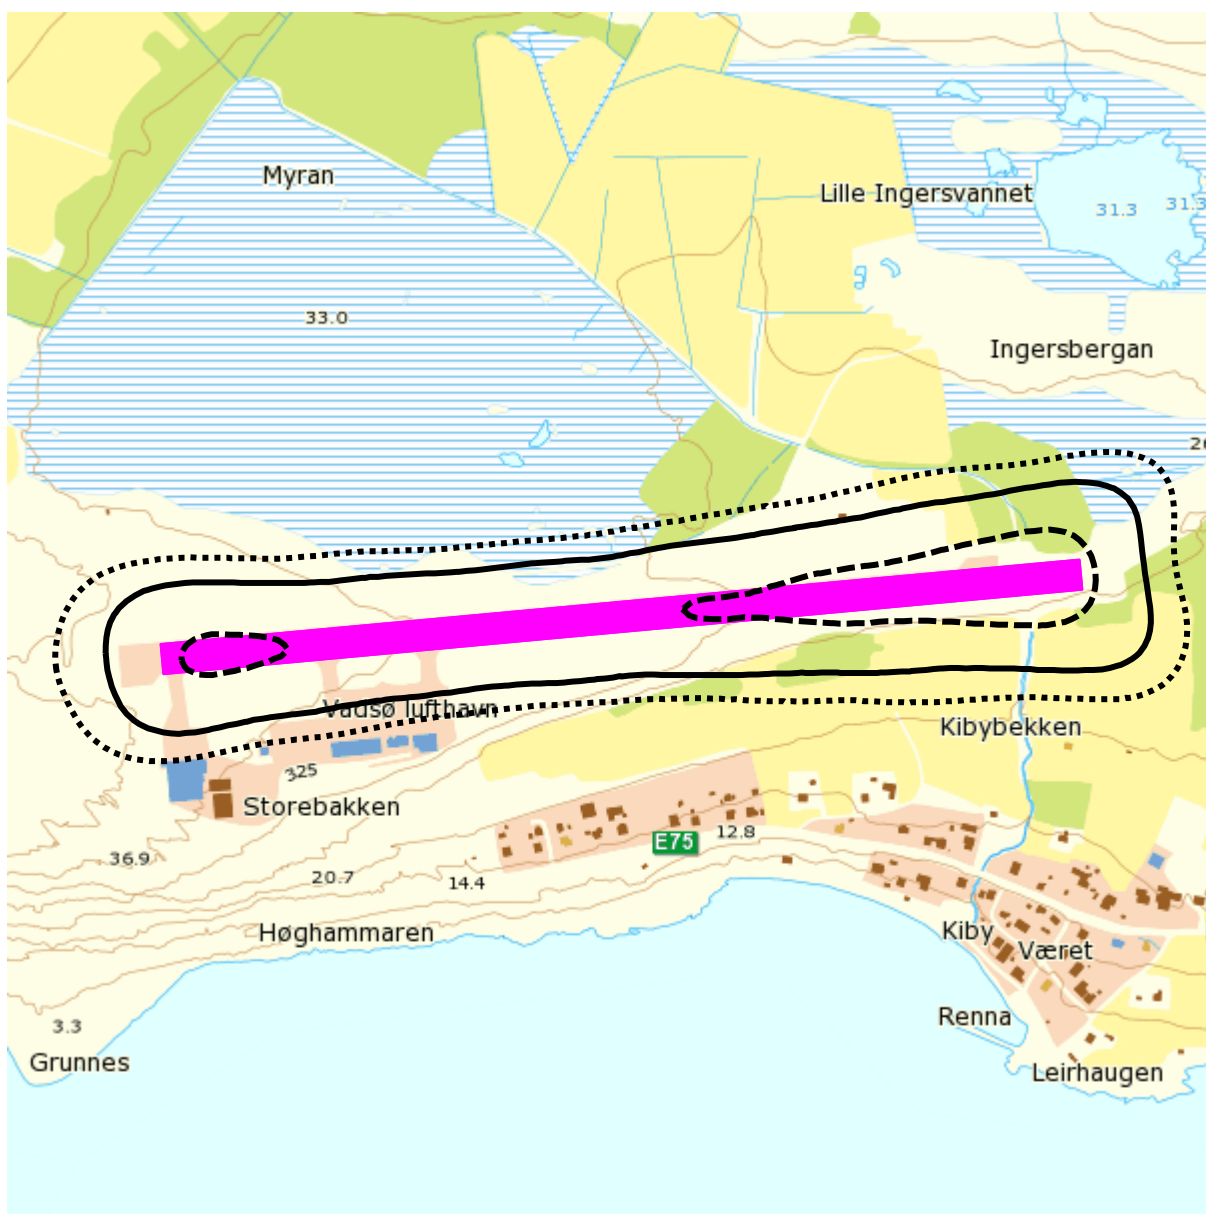 Myran
Lille Ingersvannet
31.3
31.3
33.0
Ingersbergan
Vadsø lufthavn
Kibybekken
325
Storebakken
E75
12.8
36.9
20.7
14.4
Høghammaren
Kiby
Været
3.3
Renna
Grunnes
Leirhaugen